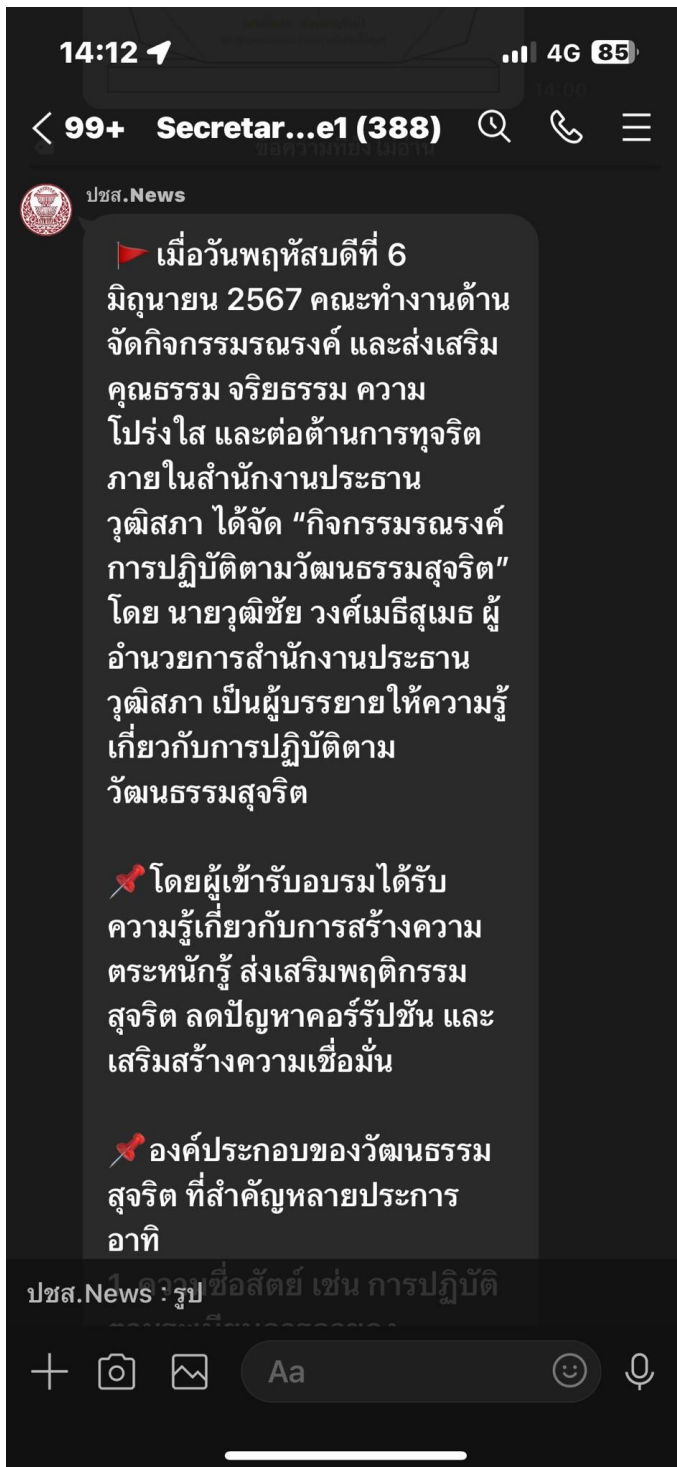 14:12
4G 85
99+ Secretar...e1 (388)
ปชส.News
🚩 เมื่อวันพฤหัสบดีที่ 6
มิถุนายน 2567 คณะทำงานด้าน
จัดกิจกรรมรณรงค์ และส่งเสริม
คุณธรรม จริยธรรม ความ
โปร่งใส และต่อต้านการทุจริต
ภายในสำนักงานประธาน
วุฒิสภา ได้จัด “กิจกรรมรณรงค์
การปฏิบัติตามวัฒนธรรมสุจริต”
โดย นายวุฒิชัย วงศ์เมธีสุเมธ ผู้
อำนวยการสำนักงานประธาน
วุฒิสภา เป็นผู้บรรยายให้ความรู้
เกี่ยวกับการปฏิบัติตาม
วัฒนธรรมสุจริต
📌โดยผู้เข้ารับอบรมได้รับ
ความรู้เกี่ยวกับการสร้างความ
ตระหนักรู้ ส่งเสริมพฤติกรรม
สุจริต ลดปัญหาคอร์รัปชัน และ
เสริมสร้างความเชื่อมั่น
📌องค์ประกอบของวัฒนธรรม
สุจริต ที่สำคัญหลายประการ
อาทิ
1. ความซื่อสัตย์ เช่น การปฏิบัติ
ปชส.News : รูป
Aa